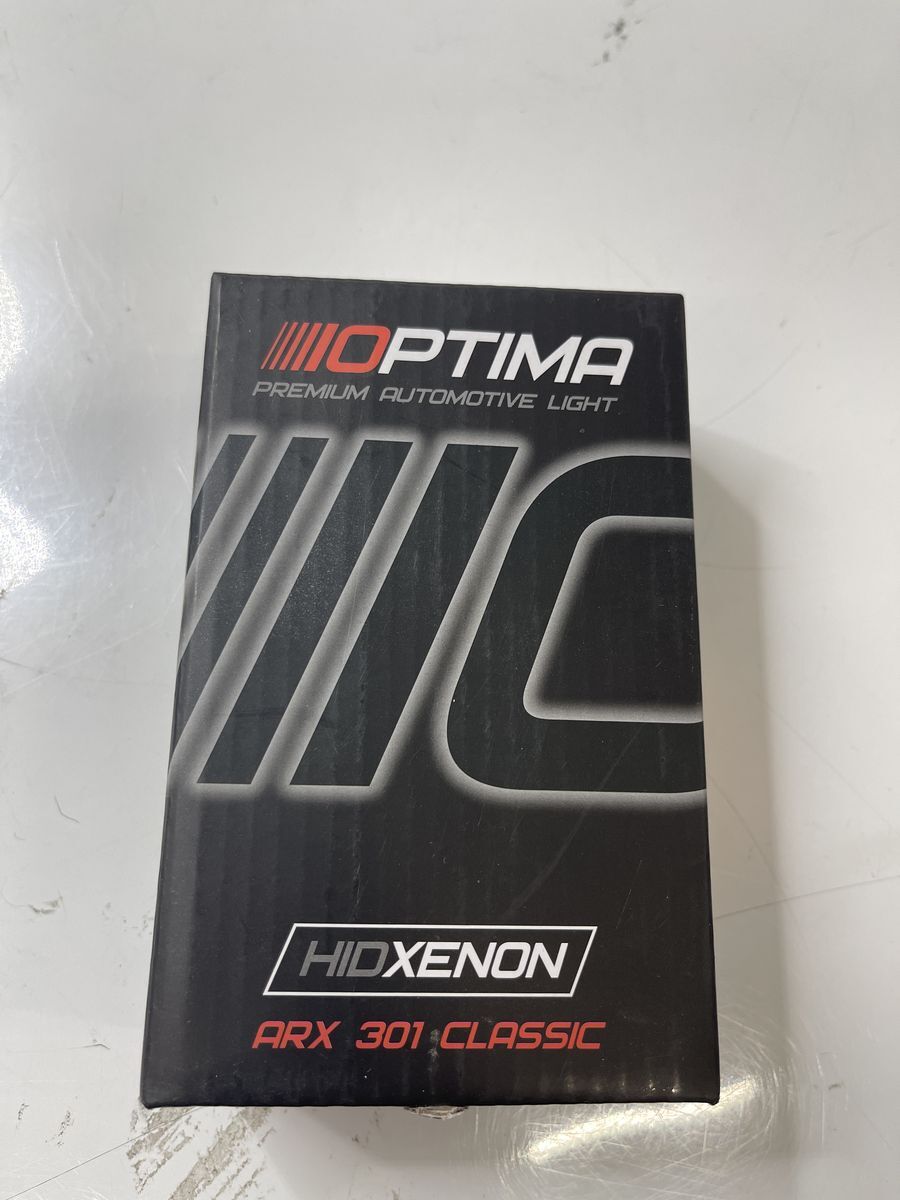 OPTIMA
PREMIUM AUTOMOTIVE LIGHT
HIDXENON
ARX 301 CLASSIC